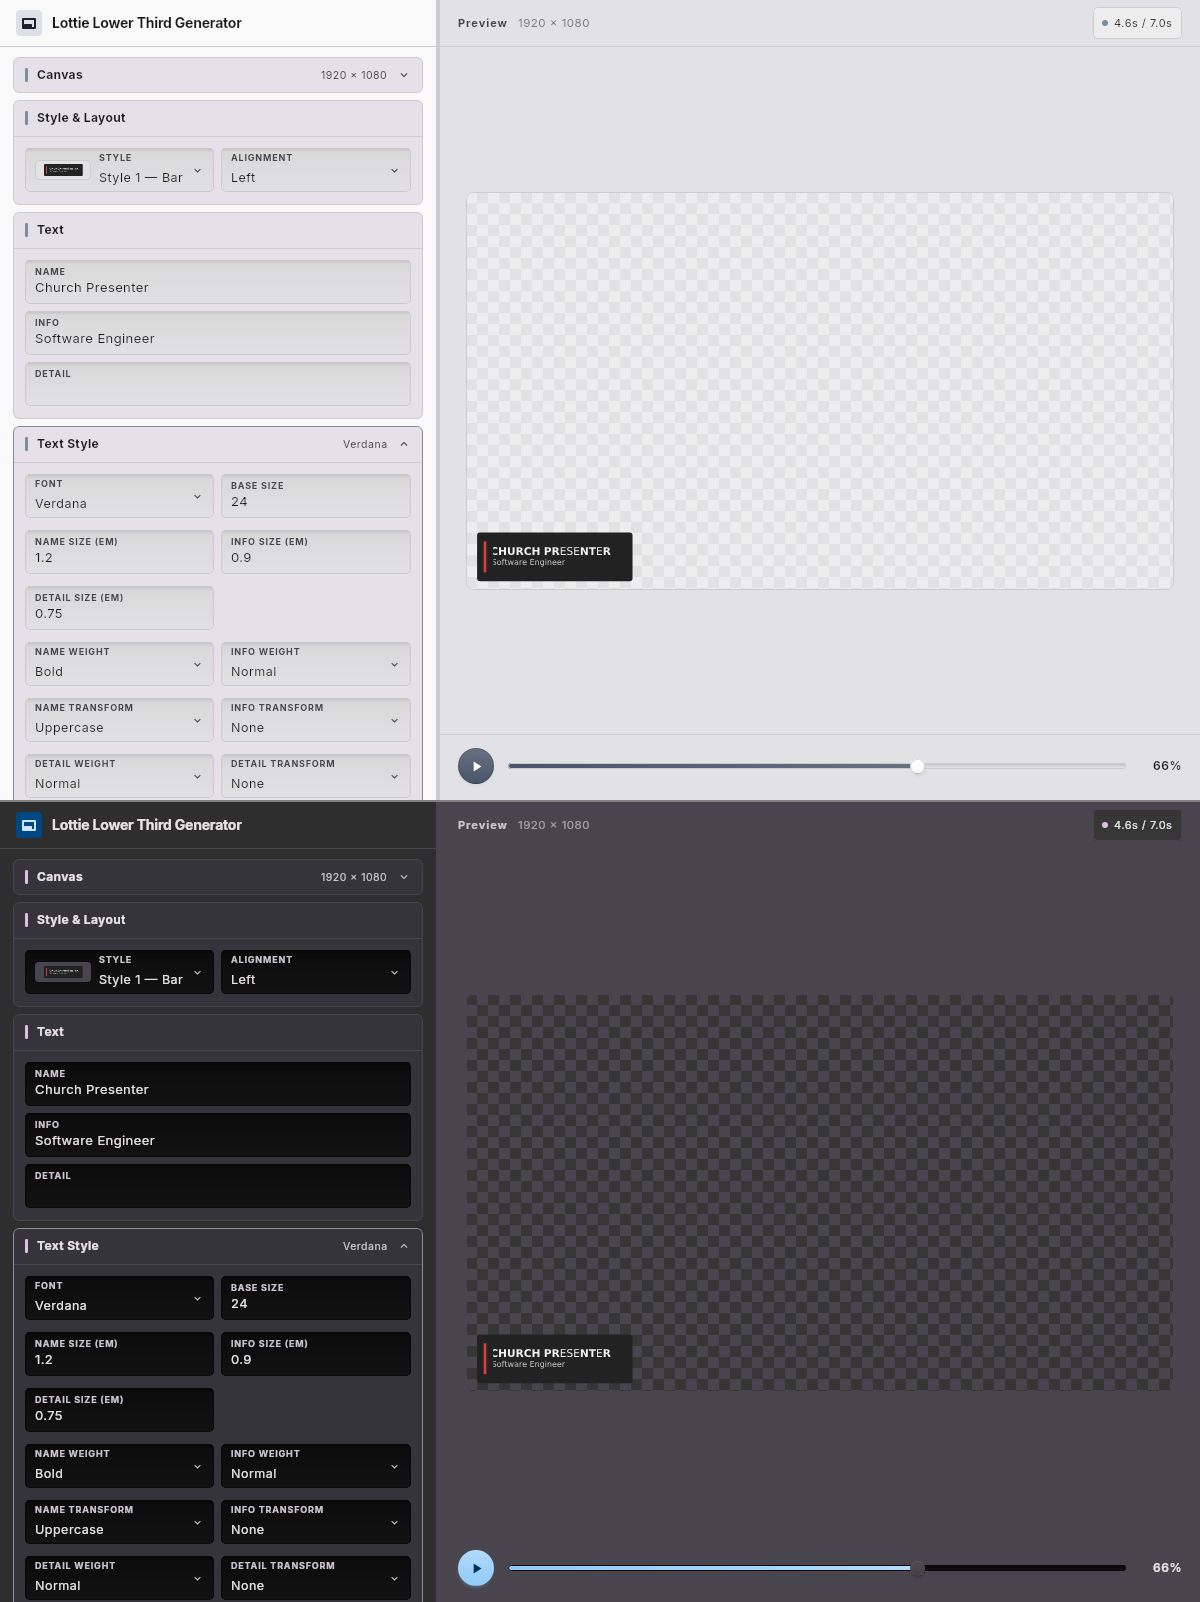 Lottie Lower Third Generator
Canvas 1920 × 1080
Style & Layout
STYLE
Style 1 — Bar
ALIGNMENT
Left
Text
NAME
Church Presenter
INFO
Software Engineer
DETAIL
Text Style Verdana
FONT
Verdana
BASE SIZE
24
NAME SIZE (EM)
1.2
INFO SIZE (EM)
0.9
DETAIL SIZE (EM)
0.75
NAME WEIGHT
Bold
INFO WEIGHT
Normal
NAME TRANSFORM
Uppercase
INFO TRANSFORM
None
DETAIL WEIGHT
Normal
DETAIL TRANSFORM
None
Preview 1920 × 1080
4.6s / 7.0s
CHURCH PRESENTER
Software Engineer
66%
Lottie Lower Third Generator
Canvas 1920 × 1080
Style & Layout
STYLE
Style 1 — Bar
ALIGNMENT
Left
Text
NAME
Church Presenter
INFO
Software Engineer
DETAIL
Text Style Verdana
FONT
Verdana
BASE SIZE
24
NAME SIZE (EM)
1.2
INFO SIZE (EM)
0.9
DETAIL SIZE (EM)
0.75
NAME WEIGHT
Bold
INFO WEIGHT
Normal
NAME TRANSFORM
Uppercase
INFO TRANSFORM
None
DETAIL WEIGHT
Normal
DETAIL TRANSFORM
None
Preview 1920 × 1080
4.6s / 7.0s
CHURCH PRESENTER
Software Engineer
66%